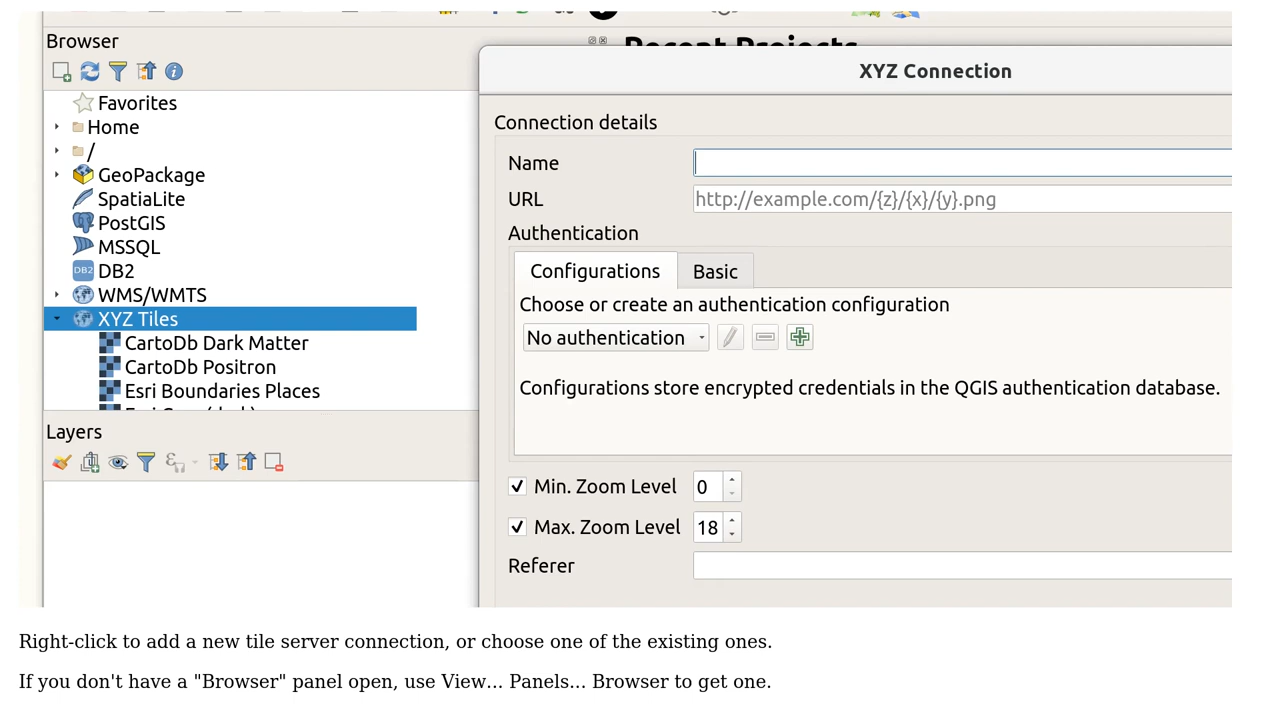 Browser
Recent Projects
XYZ Connection
Favorites
Home
/
GeoPackage
SpatiaLite
PostGIS
MSSQL
DB2 DB2
WMS/WMTS
XYZ Tiles
CartoDb Dark Matter
CartoDb Positron
Esri Boundaries Places
Layers
Connection details
Name
URL http://example.com/{z}/{x}/{y}.png
Authentication
Configurations Basic
Choose or create an authentication configuration
No authentication
Configurations store encrypted credentials in the QGIS authentication database.
Min. Zoom Level 0
Max. Zoom Level 18
Referer
Right-click to add a new tile server connection, or choose one of the existing ones.
If you don't have a "Browser" panel open, use View... Panels... Browser to get one.